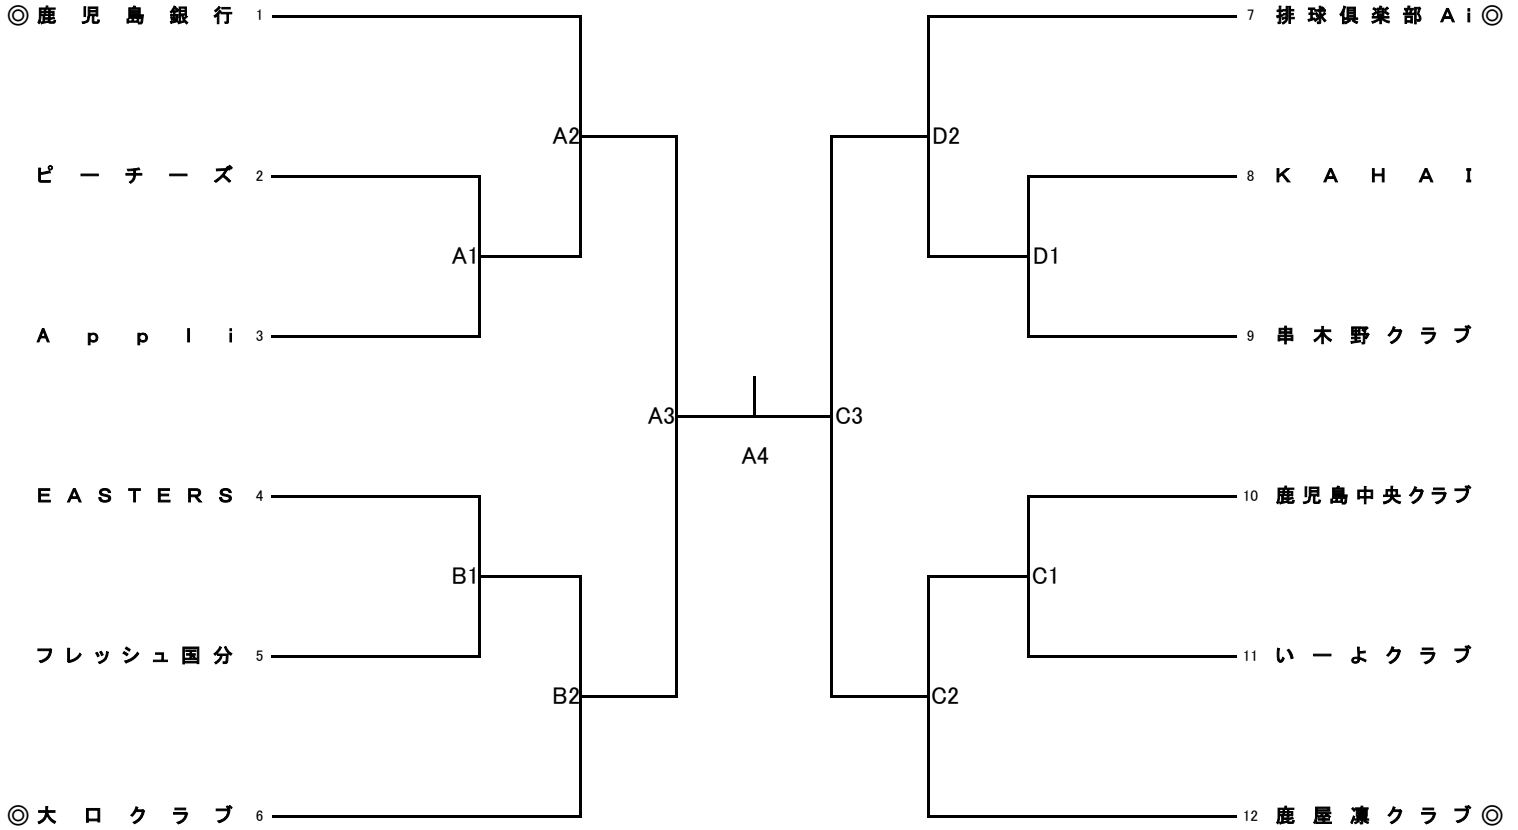 ◎鹿児島銀行 1
7 排球倶楽部Ai◎
A2
D2
ピーチーズ 2
8 KAHAI
A1
D1
Appli 3
9 串木野クラブ
A3
C3
A4
EASTERS 4
10 鹿児島中央クラブ
B1
C1
フレッシュ国分 5
11 いーよクラブ
B2
C2
◎大口クラブ 6
12 鹿屋凛クラブ◎